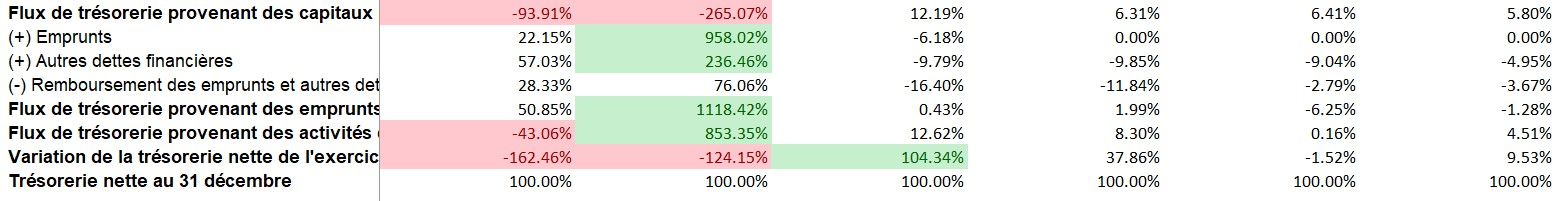 Flux de trésorerie provenant des capitaux -93.91% -265.07% 12.19% 6.31% 6.41% 5.80%
(+) Emprunts 22.15% 958.02% -6.18% 0.00% 0.00% 0.00%
(+) Autres dettes financières 57.03% 236.46% -9.79% -9.85% -9.04% -4.95%
(-) Remboursement des emprunts et autres det 28.33% 76.06% -16.40% -11.84% -2.79% -3.67%
Flux de trésorerie provenant des emprunts 50.85% 1118.42% 0.43% 1.99% -6.25% -1.28%
Flux de trésorerie provenant des activités -43.06% 853.35% 12.62% 8.30% 0.16% 4.51%
Variation de la trésorerie nette de l'exercic -162.46% -124.15% 104.34% 37.86% -1.52% 9.53%
Trésorerie nette au 31 décembre 100.00% 100.00% 100.00% 100.00% 100.00% 100.00%